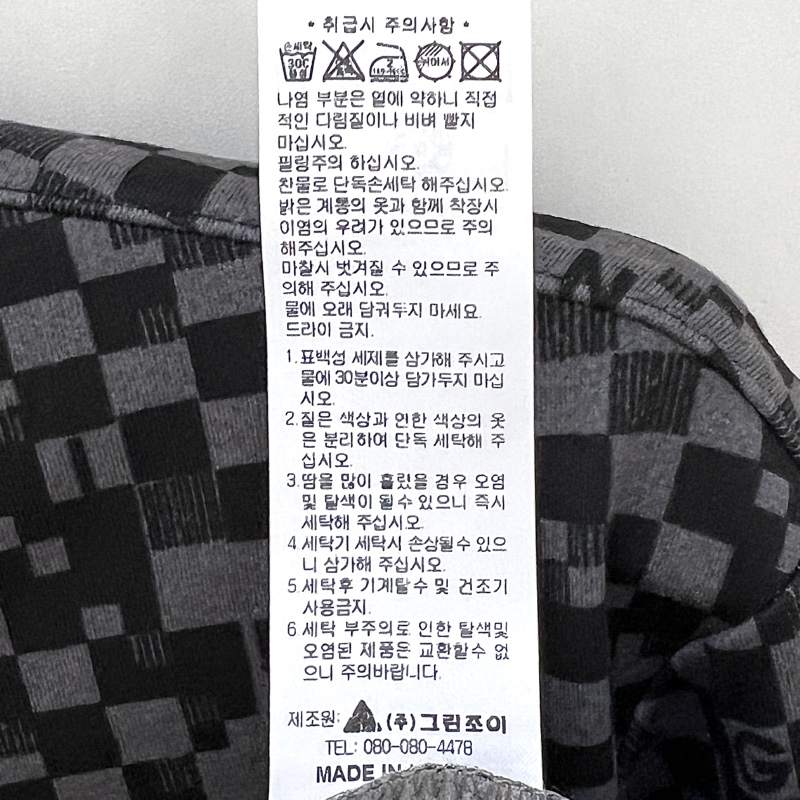 • 취급시 주의사항 •
손세탁
30C
뉘어서
나염 부분은 열에 약하니 직접
적인 다림질이나 비벼 빨지
마십시오.
필링주의 하십시오.
찬물로 단독손세탁 해주십시오.
밝은 계통의 옷과 함께 착장시
이염의 우려가 있으므로 주의
해주십시오.
마찰시 벗겨질 수 있으므로 주
의해 주십시오.
물에 오래 담궈두지 마세요.
드라이 금지.
1.표백성 세제를 삼가해 주시고
물에 30분이상 담가두지 마십
시오.
2.짙은 색상과 연한 색상의 옷
은 분리하여 단독 세탁해 주
십시오.
3.땀을 많이 흘렸을 경우 오염
및 탈색이 될수 있으니 즉시
세탁해 주십시오.
4 세탁기 세탁시 손상될수 있으
니 삼가해 주십시오.
5.세탁후 기계탈수 및 건조기
사용금지.
6 세탁 부주의로 인한 탈색및
오염된 제품은 교환할수 없
으니 주의바랍니다.
제조원: (주)그린조이
TEL: 080-080-4478
MADE IN
G